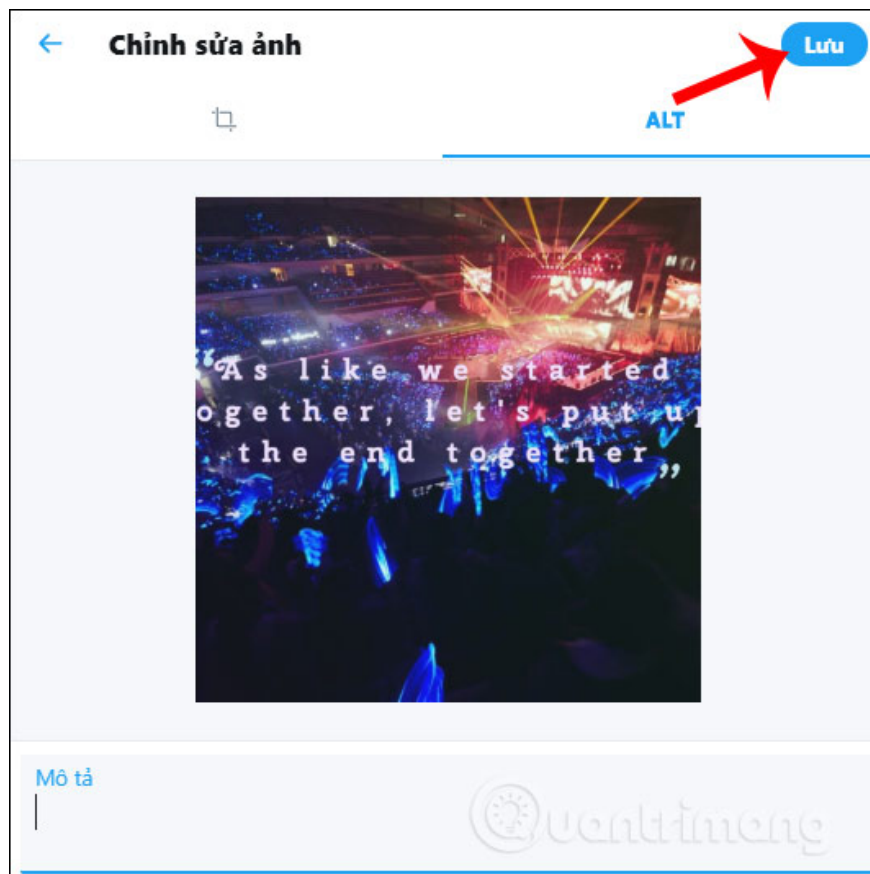 Chỉnh sửa ảnh
Lưu
ALT
“As like we started
ogether, let's put up
the end together”
Mô tả
Quantrimang